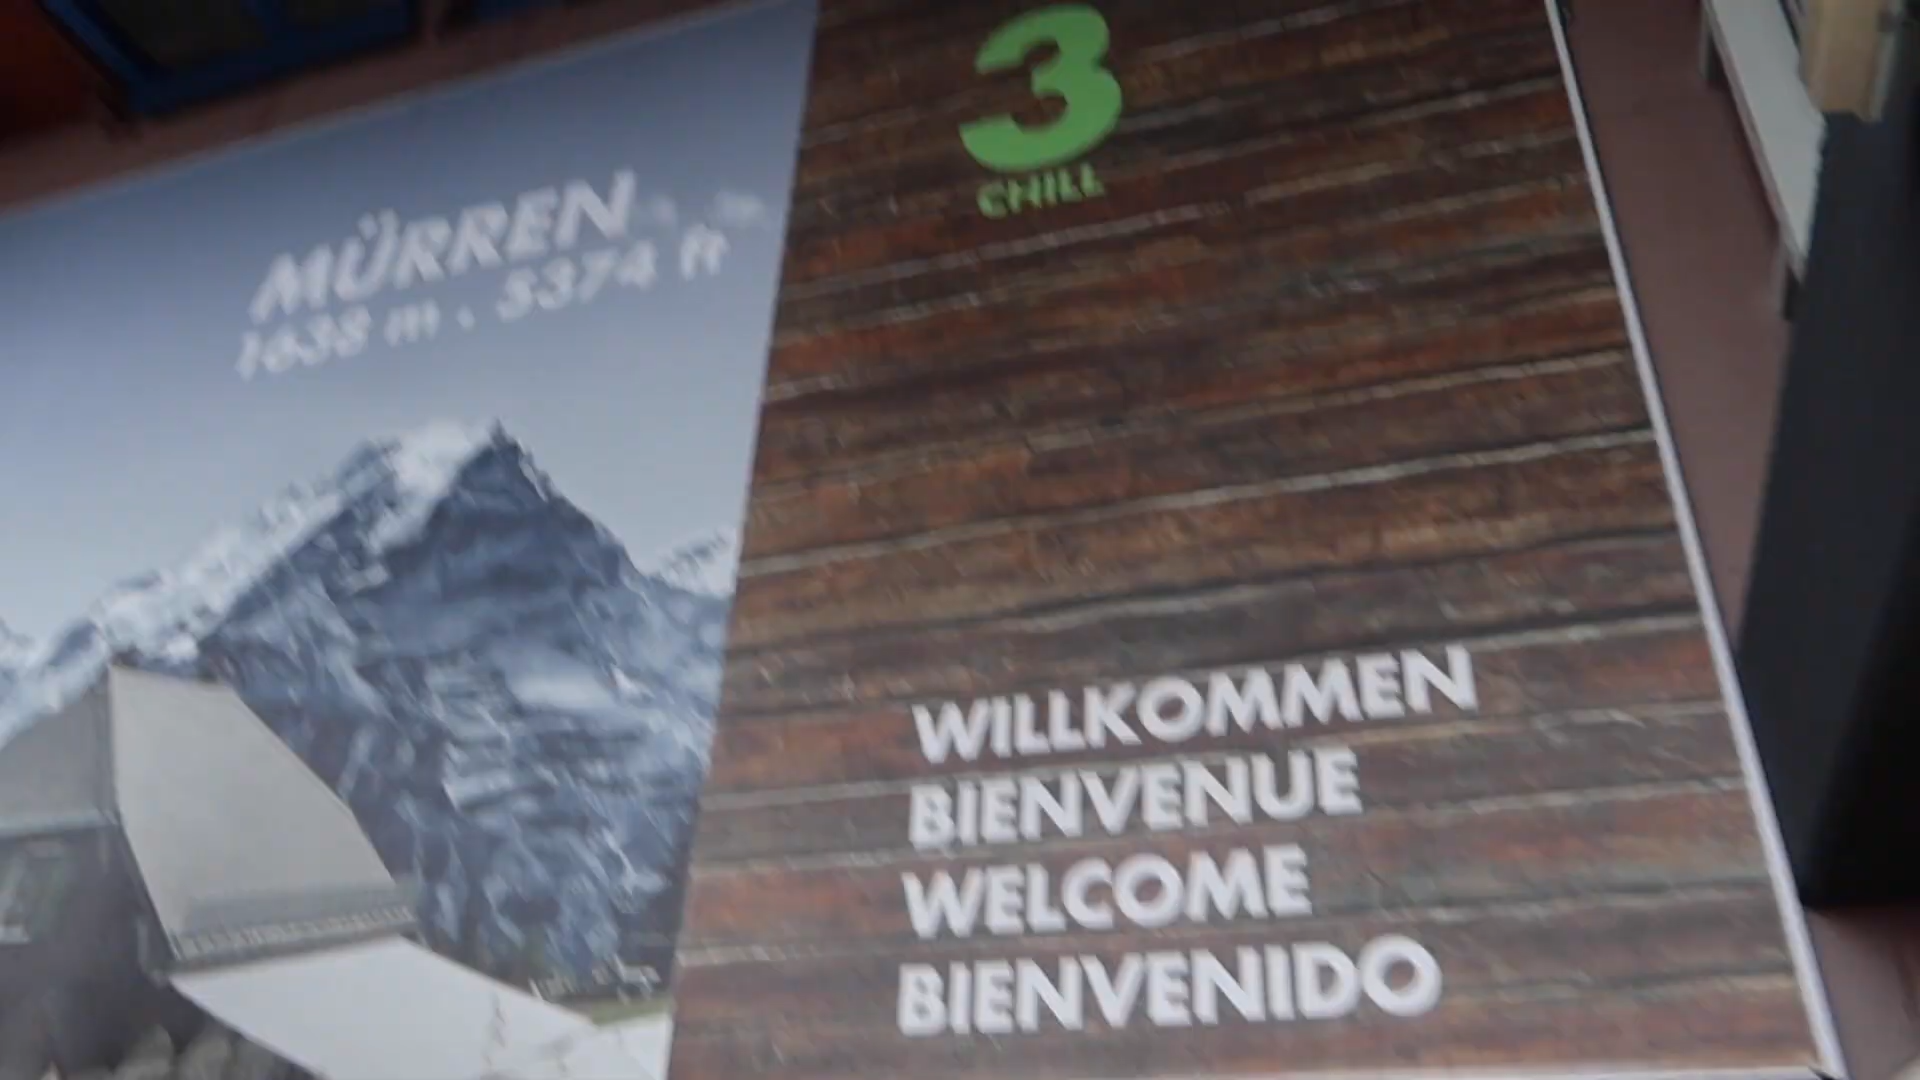 MÜRREN
1638 m . 5374 ft
3
CHILL
WILLKOMMEN
BIENVENUE
WELCOME
BIENVENIDO